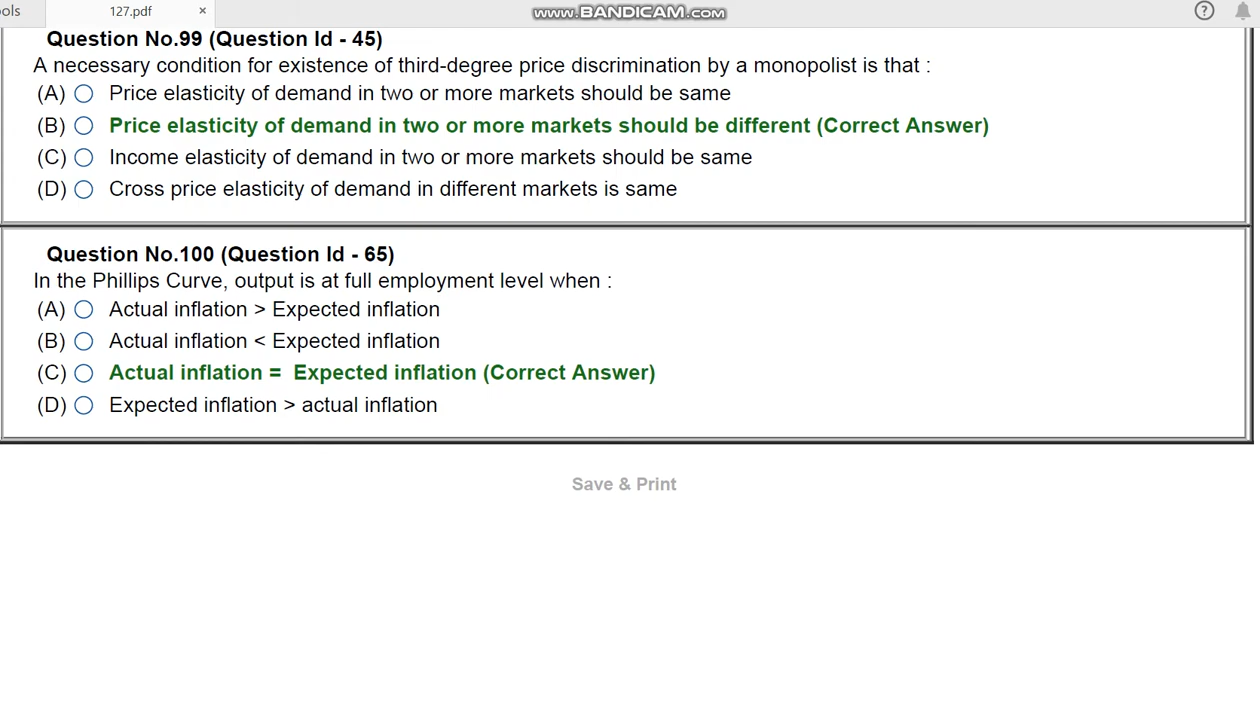 ols 127.pdf × www.BANDICAM.com ?
Question No.99 (Question Id - 45)
A necessary condition for existence of third-degree price discrimination by a monopolist is that :
(A) Price elasticity of demand in two or more markets should be same
(B) Price elasticity of demand in two or more markets should be different (Correct Answer)
(C) Income elasticity of demand in two or more markets should be same
(D) Cross price elasticity of demand in different markets is same
Question No.100 (Question Id - 65)
In the Phillips Curve, output is at full employment level when :
(A) Actual inflation > Expected inflation
(B) Actual inflation < Expected inflation
(C) Actual inflation = Expected inflation (Correct Answer)
(D) Expected inflation > actual inflation
Save & Print